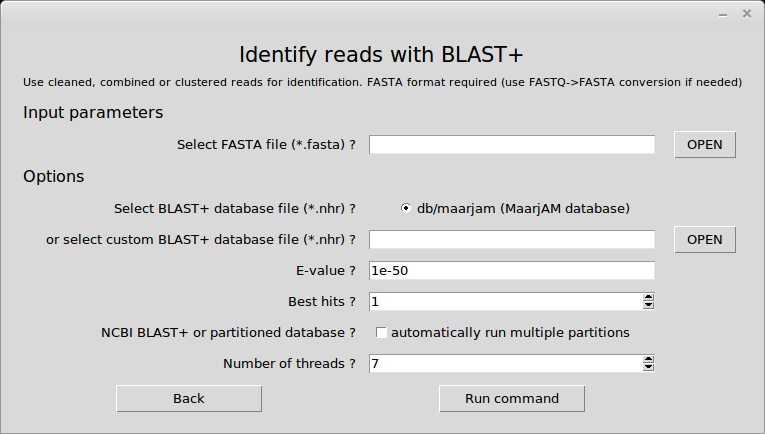 Identify reads with BLAST+
Use cleaned, combined or clustered reads for identification. FASTA format required (use FASTQ->FASTA conversion if needed)
Input parameters
Select FASTA file (*.fasta) ? OPEN
Options
Select BLAST+ database file (*.nhr) ? db/maarjam (MaarjAM database)
or select custom BLAST+ database file (*.nhr) ? OPEN
E-value ? 1e-50
Best hits ? 1
NCBI BLAST+ or partitioned database ? automatically run multiple partitions
Number of threads ? 7
Back Run command